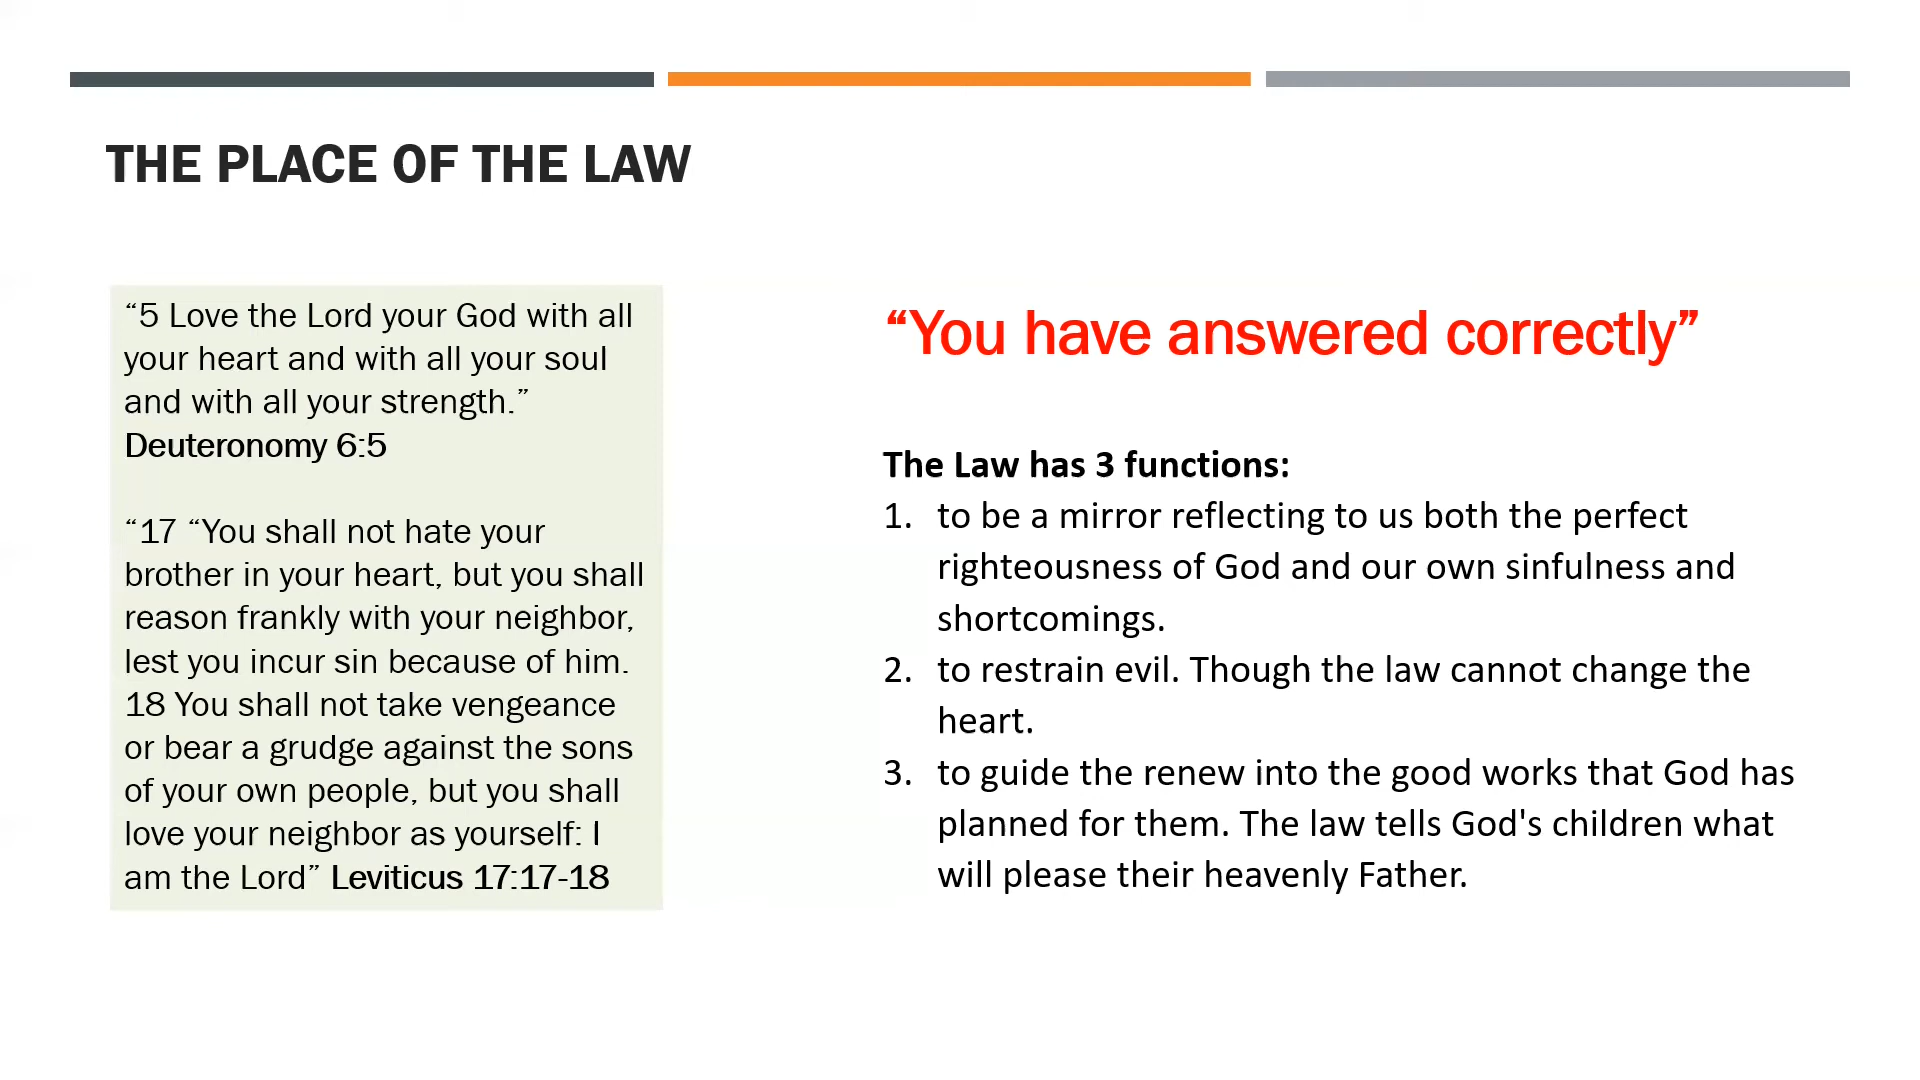 THE PLACE OF THE LAW
“5 Love the Lord your God with all
your heart and with all your soul
and with all your strength.”
Deuteronomy 6:5
“17 “You shall not hate your
brother in your heart, but you shall
reason frankly with your neighbor,
lest you incur sin because of him.
18 You shall not take vengeance
or bear a grudge against the sons
of your own people, but you shall
love your neighbor as yourself: I
am the Lord” Leviticus 17:17-18
“You have answered correctly”
The Law has 3 functions:
1. to be a mirror reflecting to us both the perfect
righteousness of God and our own sinfulness and
shortcomings.
2. to restrain evil. Though the law cannot change the
heart.
3. to guide the renew into the good works that God has
planned for them. The law tells God's children what
will please their heavenly Father.